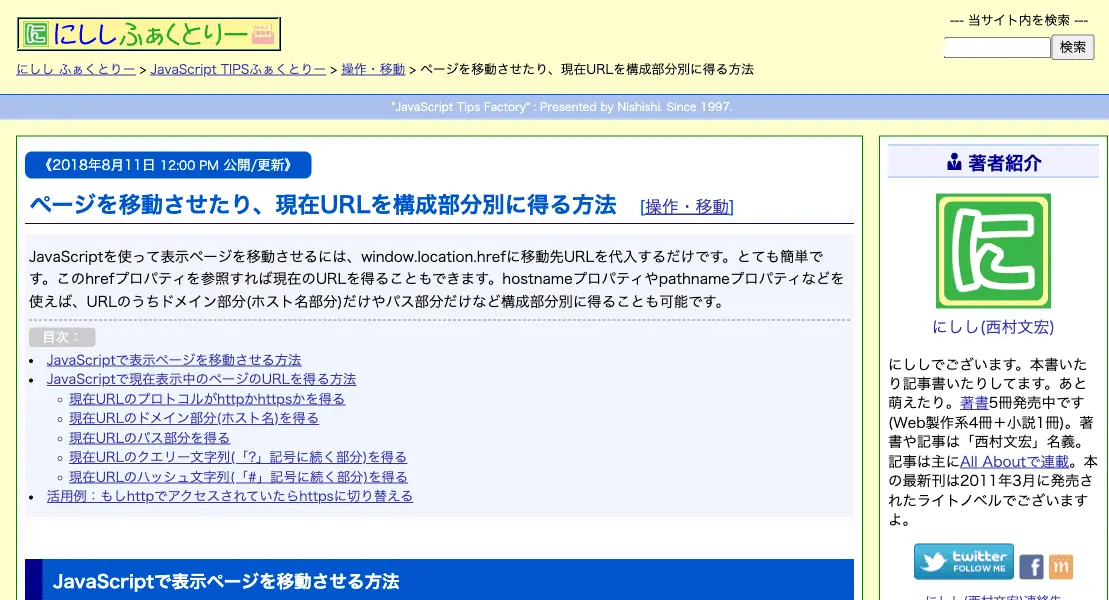 に にししふぁくとりー
--- 当サイト内を検索 ---
検索
にしし ふぁくとりー > JavaScript TIPSふぁくとりー > 操作・移動 > ページを移動させたり、現在URLを構成部分別に得る方法
"JavaScript Tips Factory" : Presented by Nishishi. Since 1997.
《2018年8月11日 12:00 PM 公開/更新》
ページを移動させたり、現在URLを構成部分別に得る方法 [操作・移動]
JavaScriptを使って表示ページを移動させるには、window.location.hrefに移動先URLを代入するだけです。とても簡単で
す。このhrefプロパティを参照すれば現在のURLを得ることもできます。hostnameプロパティやpathnameプロパティなどを
使えば、URLのうちドメイン部分(ホスト名部分)だけやパス部分だけなど構成部分別に得ることも可能です。
目次：
JavaScriptで表示ページを移動させる方法
JavaScriptで現在表示中のページのURLを得る方法
現在URLのプロトコルがhttpかhttpsかを得る
現在URLのドメイン部分(ホスト名)を得る
現在URLのパス部分を得る
現在URLのクエリー文字列(「?」記号に続く部分)を得る
現在URLのハッシュ文字列(「#」記号に続く部分)を得る
活用例：もしhttpでアクセスされていたらhttpsに切り替える
JavaScriptで表示ページを移動させる方法
著者紹介
に
にしし(西村文宏)
にししでございます。本書いた
り記事書いたりしてます。あと
萌えたり。著書5冊発売中です
(Web製作系4冊＋小説1冊)。著
書や記事は「西村文宏」名義。
記事は主にAll Aboutで連載。本
の最新刊は2011年3月に発売さ
れたライトノベルでございます
よ。
twitter
FOLLOW ME
f
m
にしし(西村文宏)連絡先